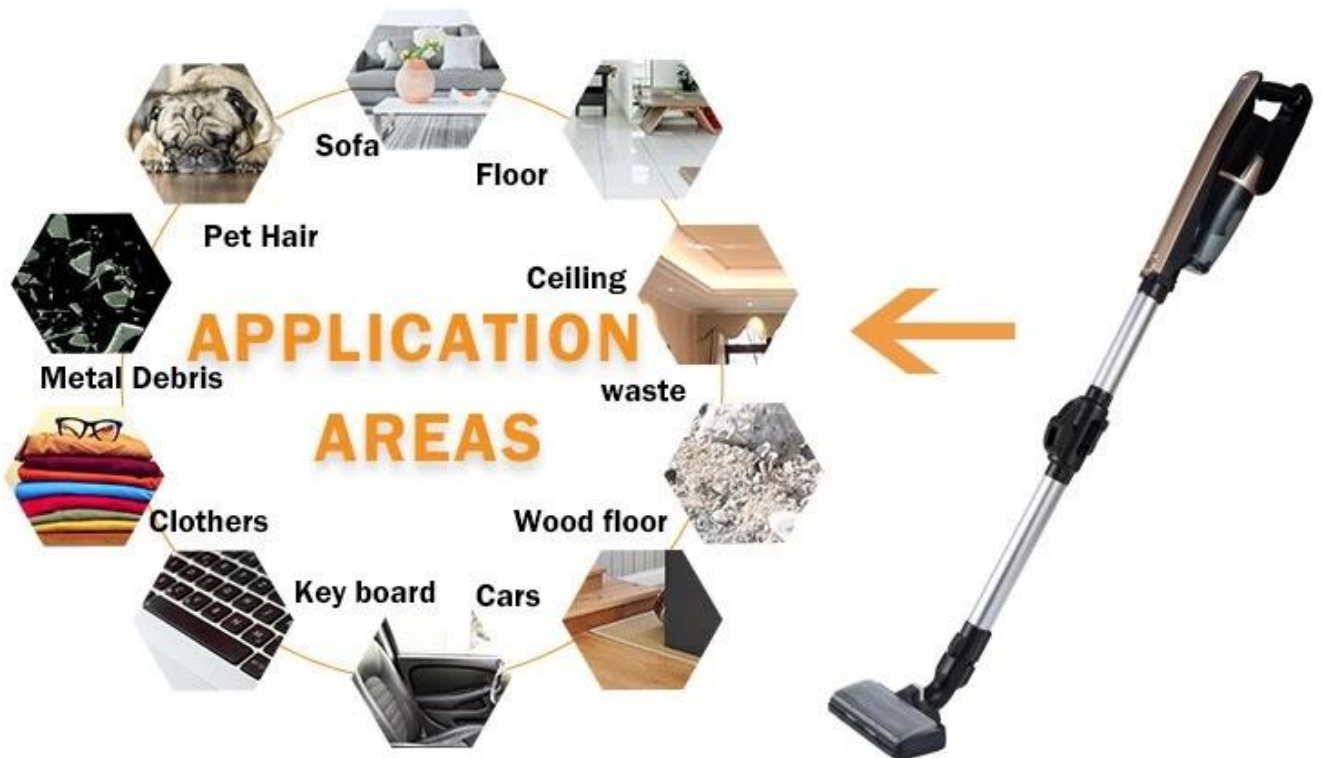 Sofa
Floor
Pet Hair
Ceiling
APPLICATION
Metal Debris
waste
AREAS
Clothers
Wood floor
Key board
Cars